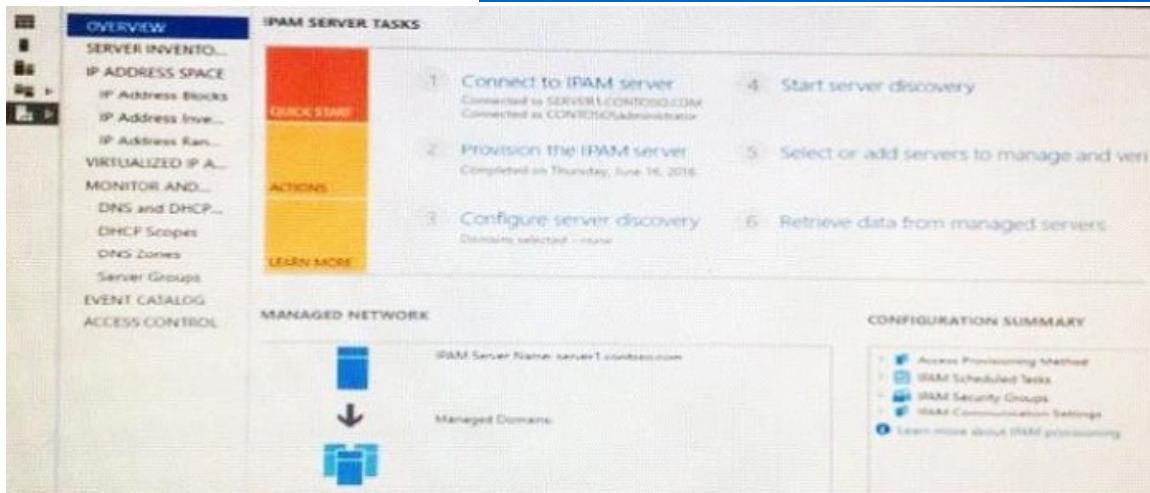 OVERVIEW
SERVER INVENTO...
IP ADDRESS SPACE
IP Address Blocks
IP Address Inve...
IP Address Ran...
VIRTUALIZED IP A...
MONITOR AND...
DNS and DHCP...
DHCP Scopes
DNS Zones
Server Groups
EVENT CATALOG
ACCESS CONTROL
IPAM SERVER TASKS
QUICK START
ACTIONS
LEARN MORE
1 Connect to IPAM server
Connected to SERVER1.CONTOSO.COM
Connected as CONTOSO\administrator
2 Provision the IPAM server
Completed on Thursday, June 16, 2016
3 Configure server discovery
Domains selected - none
4 Start server discovery
5 Select or add servers to manage and veri
6 Retrieve data from managed servers
MANAGED NETWORK
IPAM Server Name: server1.contoso.com
Managed Domains:
CONFIGURATION SUMMARY
Access Provisioning Method
IPAM Scheduled Tasks
IPAM Security Groups
IPAM Communication Settings
Learn more about IPAM provisioning